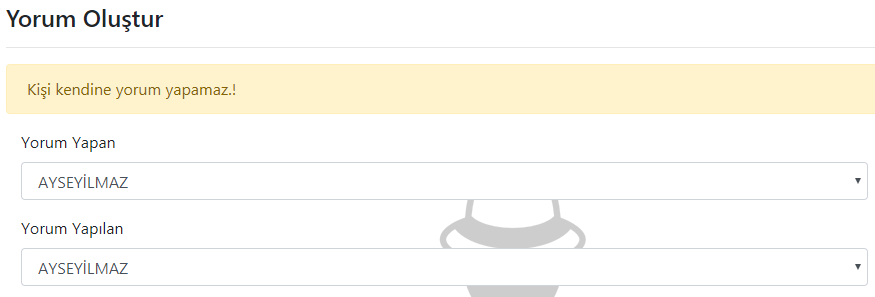 Yorum Oluştur
Kişi kendine yorum yapamaz.!
Yorum Yapan
AYSEYİLMAZ
Yorum Yapılan
AYSEYİLMAZ